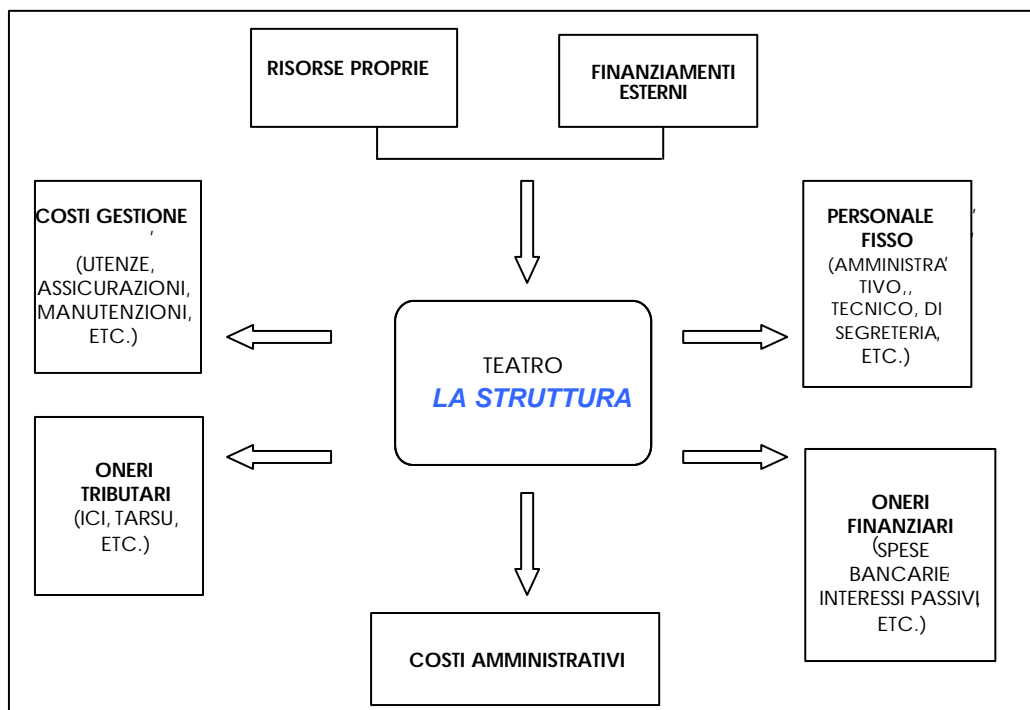 RISORSE PROPRIE
FINANZIAMENTI
ESTERNI
COSTI GESTIONE
(UTENZE,
ASSICURAZIONI,
MANUTENZIONI,
ETC.)
PERSONALE
FISSO
(AMMINISTRA
TIVO,,
TECNICO, DI
SEGRETERIA,
ETC.)
TEATRO
LA STRUTTURA
ONERI
TRIBUTARI
(ICI, TARSU,
ETC.)
ONERI
FINANZIARI
(SPESE
BANCARIE,
INTERESSI PASSIVI,
ETC.)
COSTI AMMINISTRATIVI